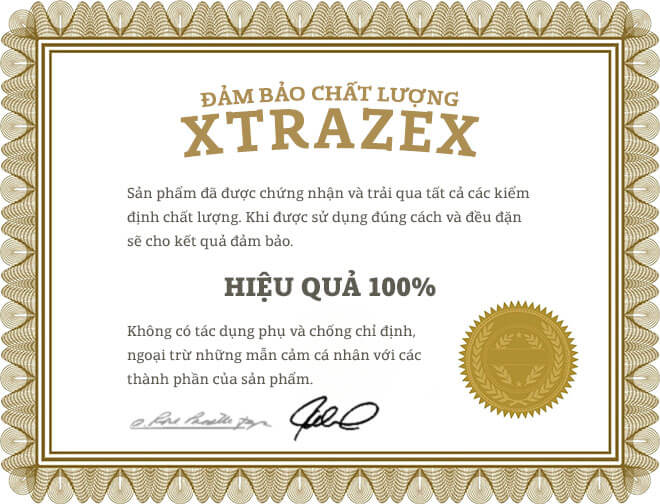 ĐẢM BẢO CHẤT LƯỢNG
XTRAZEX
Sản phẩm đã được chứng nhận và trải qua tất cả các kiểm
định chất lượng. Khi được sử dụng đúng cách và đều đặn
sẽ cho kết quả đảm bảo.
HIỆU QUẢ 100%
Không có tác dụng phụ và chống chỉ định,
ngoại trừ những mẫn cảm cá nhân với các
thành phần của sản phẩm.